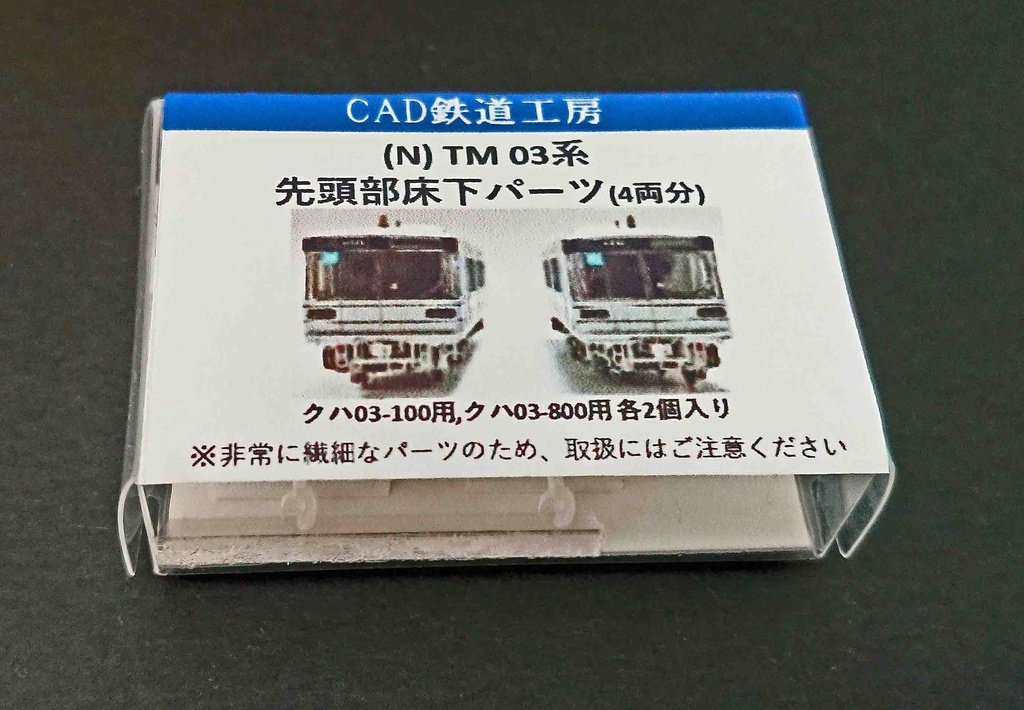 CAD鉄道工房
(N) TM 03系
先頭部床下パーツ(4両分)
クハ03-100用,クハ03-800用 各2個入り
※非常に繊細なパーツのため、取扱にはご注意ください